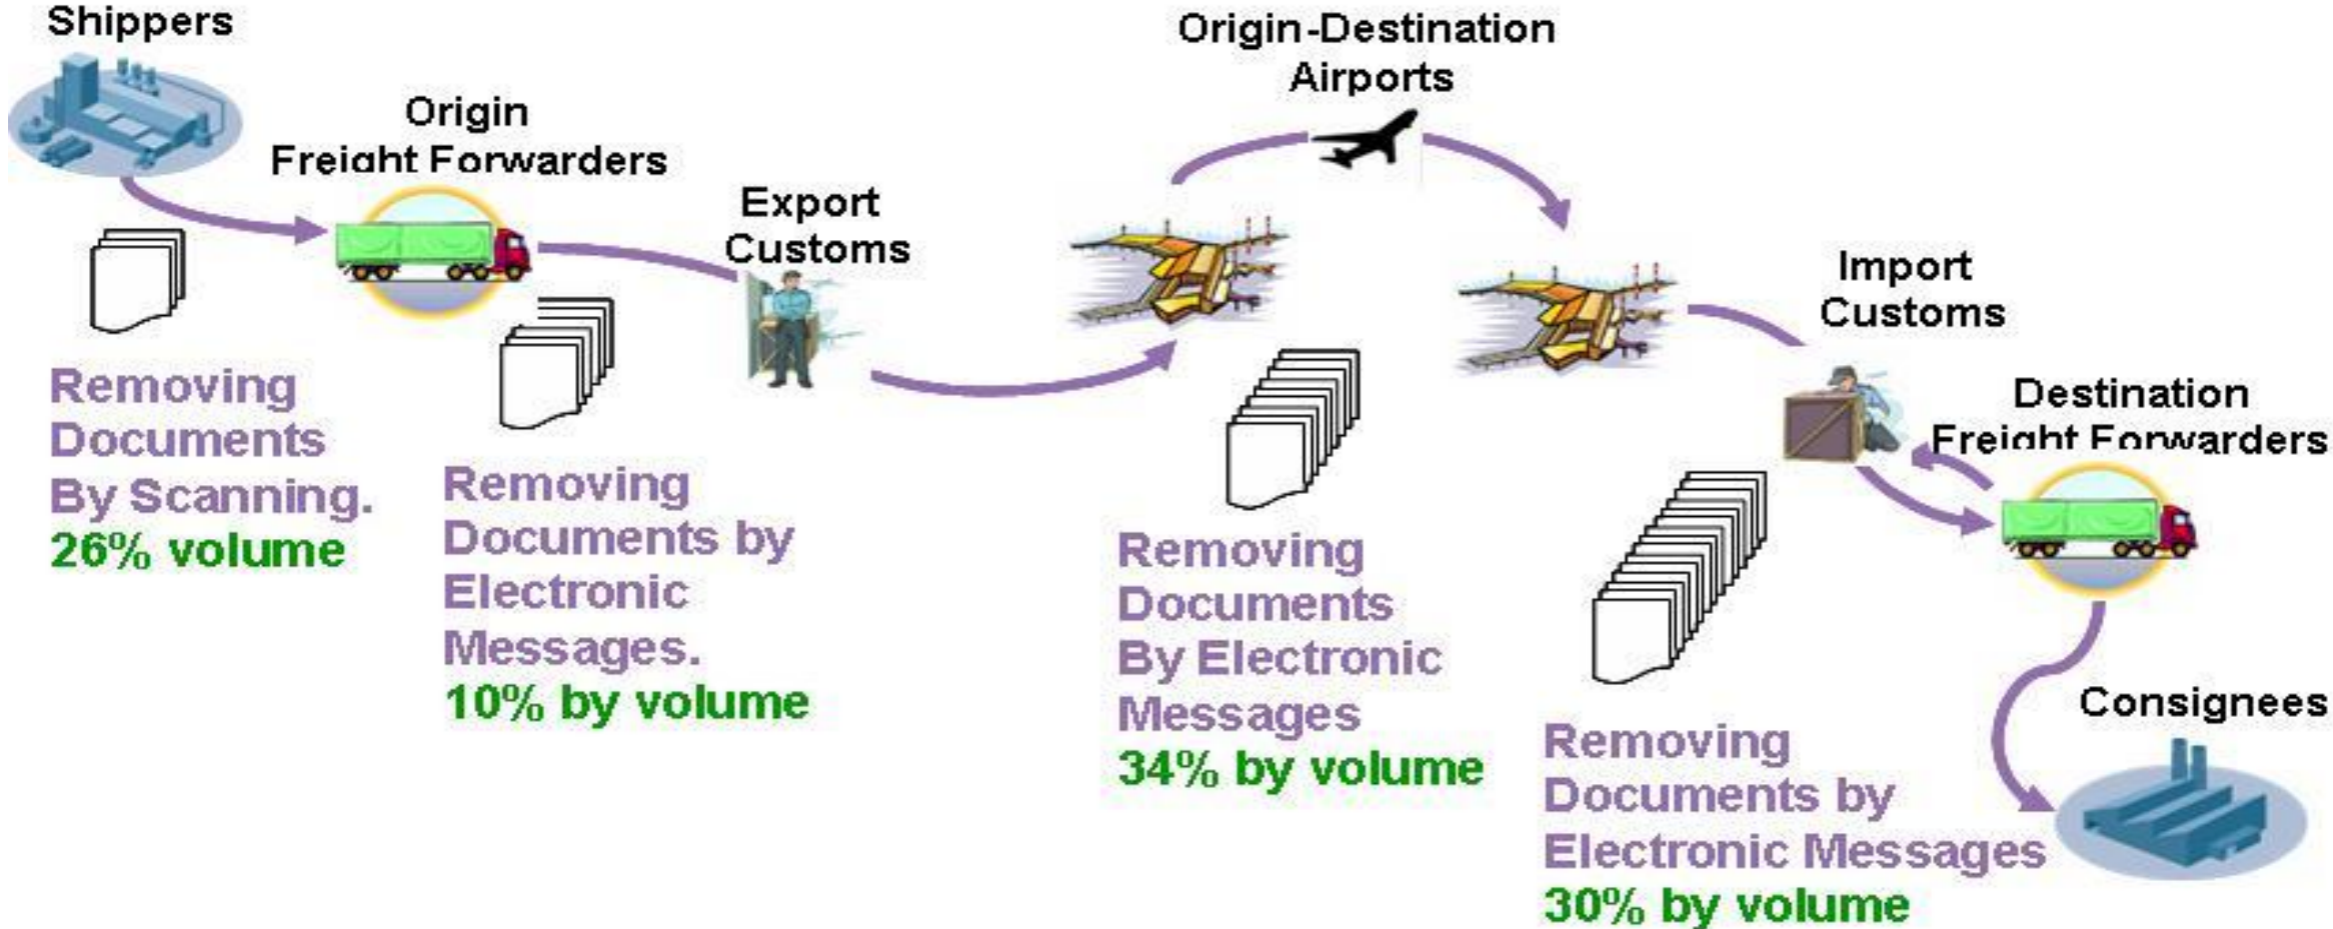 Shippers
Origin
Freight Forwarders
Export
Customs
Origin-Destination
Airports
Import
Customs
Destination
Freight Forwarders
Consignees
Removing
Documents
By Scanning.
26% volume
Removing
Documents by
Electronic
Messages.
10% by volume
Removing
Documents
By Electronic
Messages
34% by volume
Removing
Documents by
Electronic Messages
30% by volume